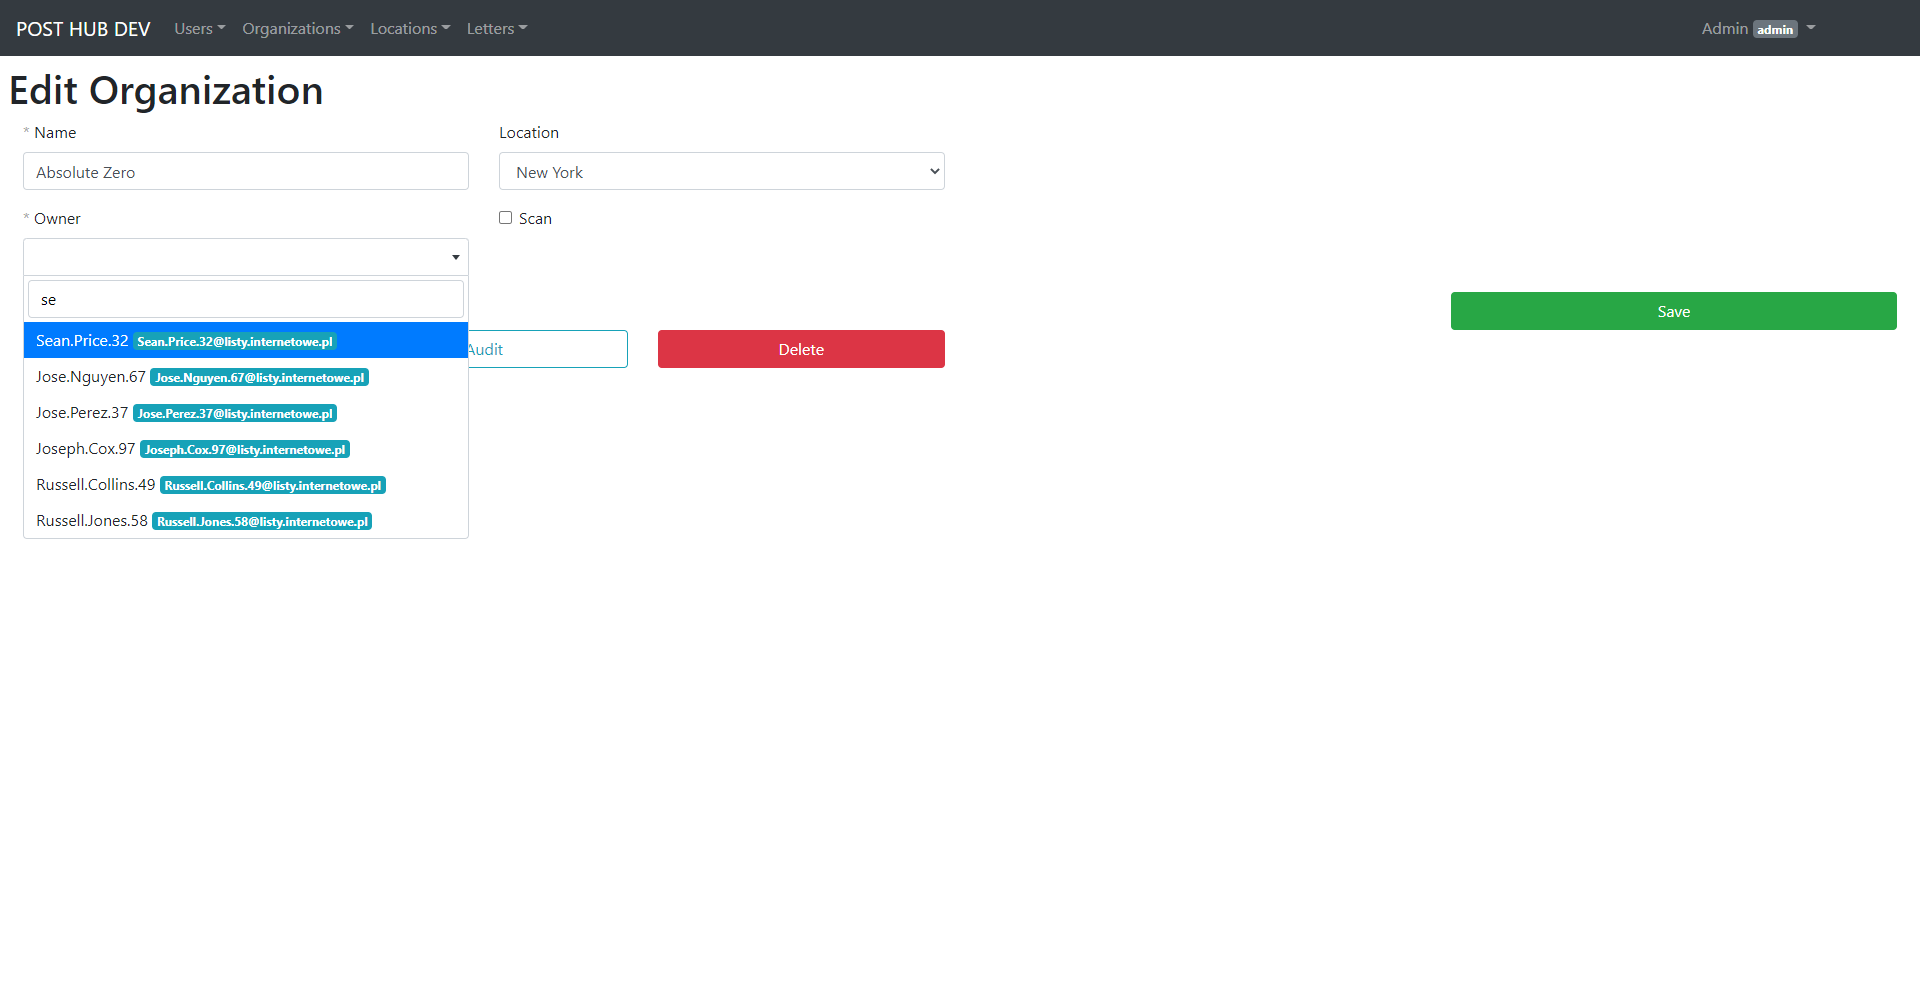 POST HUB DEV Users Organizations Locations Letters Admin admin
Edit Organization
* Name
Location
Absolute Zero
New York
* Owner
Scan
se
Save
Sean.Price.32 Sean.Price.32@listy.internetowe.pl
Audit
Delete
Jose.Nguyen.67 Jose.Nguyen.67@listy.internetowe.pl
Jose.Perez.37 Jose.Perez.37@listy.internetowe.pl
Joseph.Cox.97 Joseph.Cox.97@listy.internetowe.pl
Russell.Collins.49 Russell.Collins.49@listy.internetowe.pl
Russell.Jones.58 Russell.Jones.58@listy.internetowe.pl